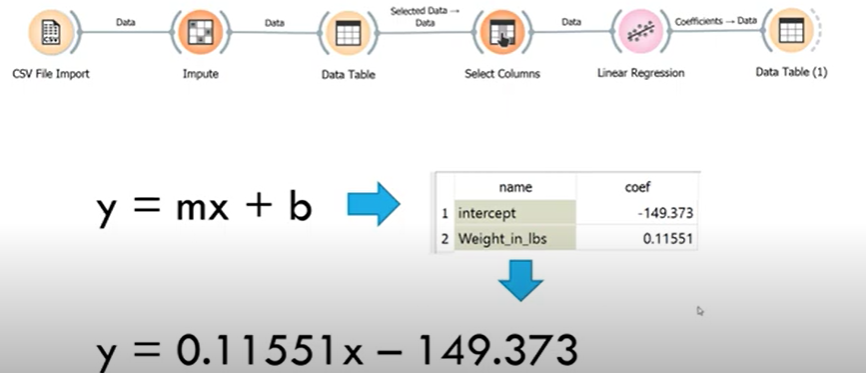 Data Data Selected Data → Data Data Coefficients → Data
CSV File Import Impute Data Table Select Columns Linear Regression Data Table (1)
name coef
y = mx + b
1 intercept -149.373
2 Weight_in_lbs 0.11551
y = 0.11551x – 149.373